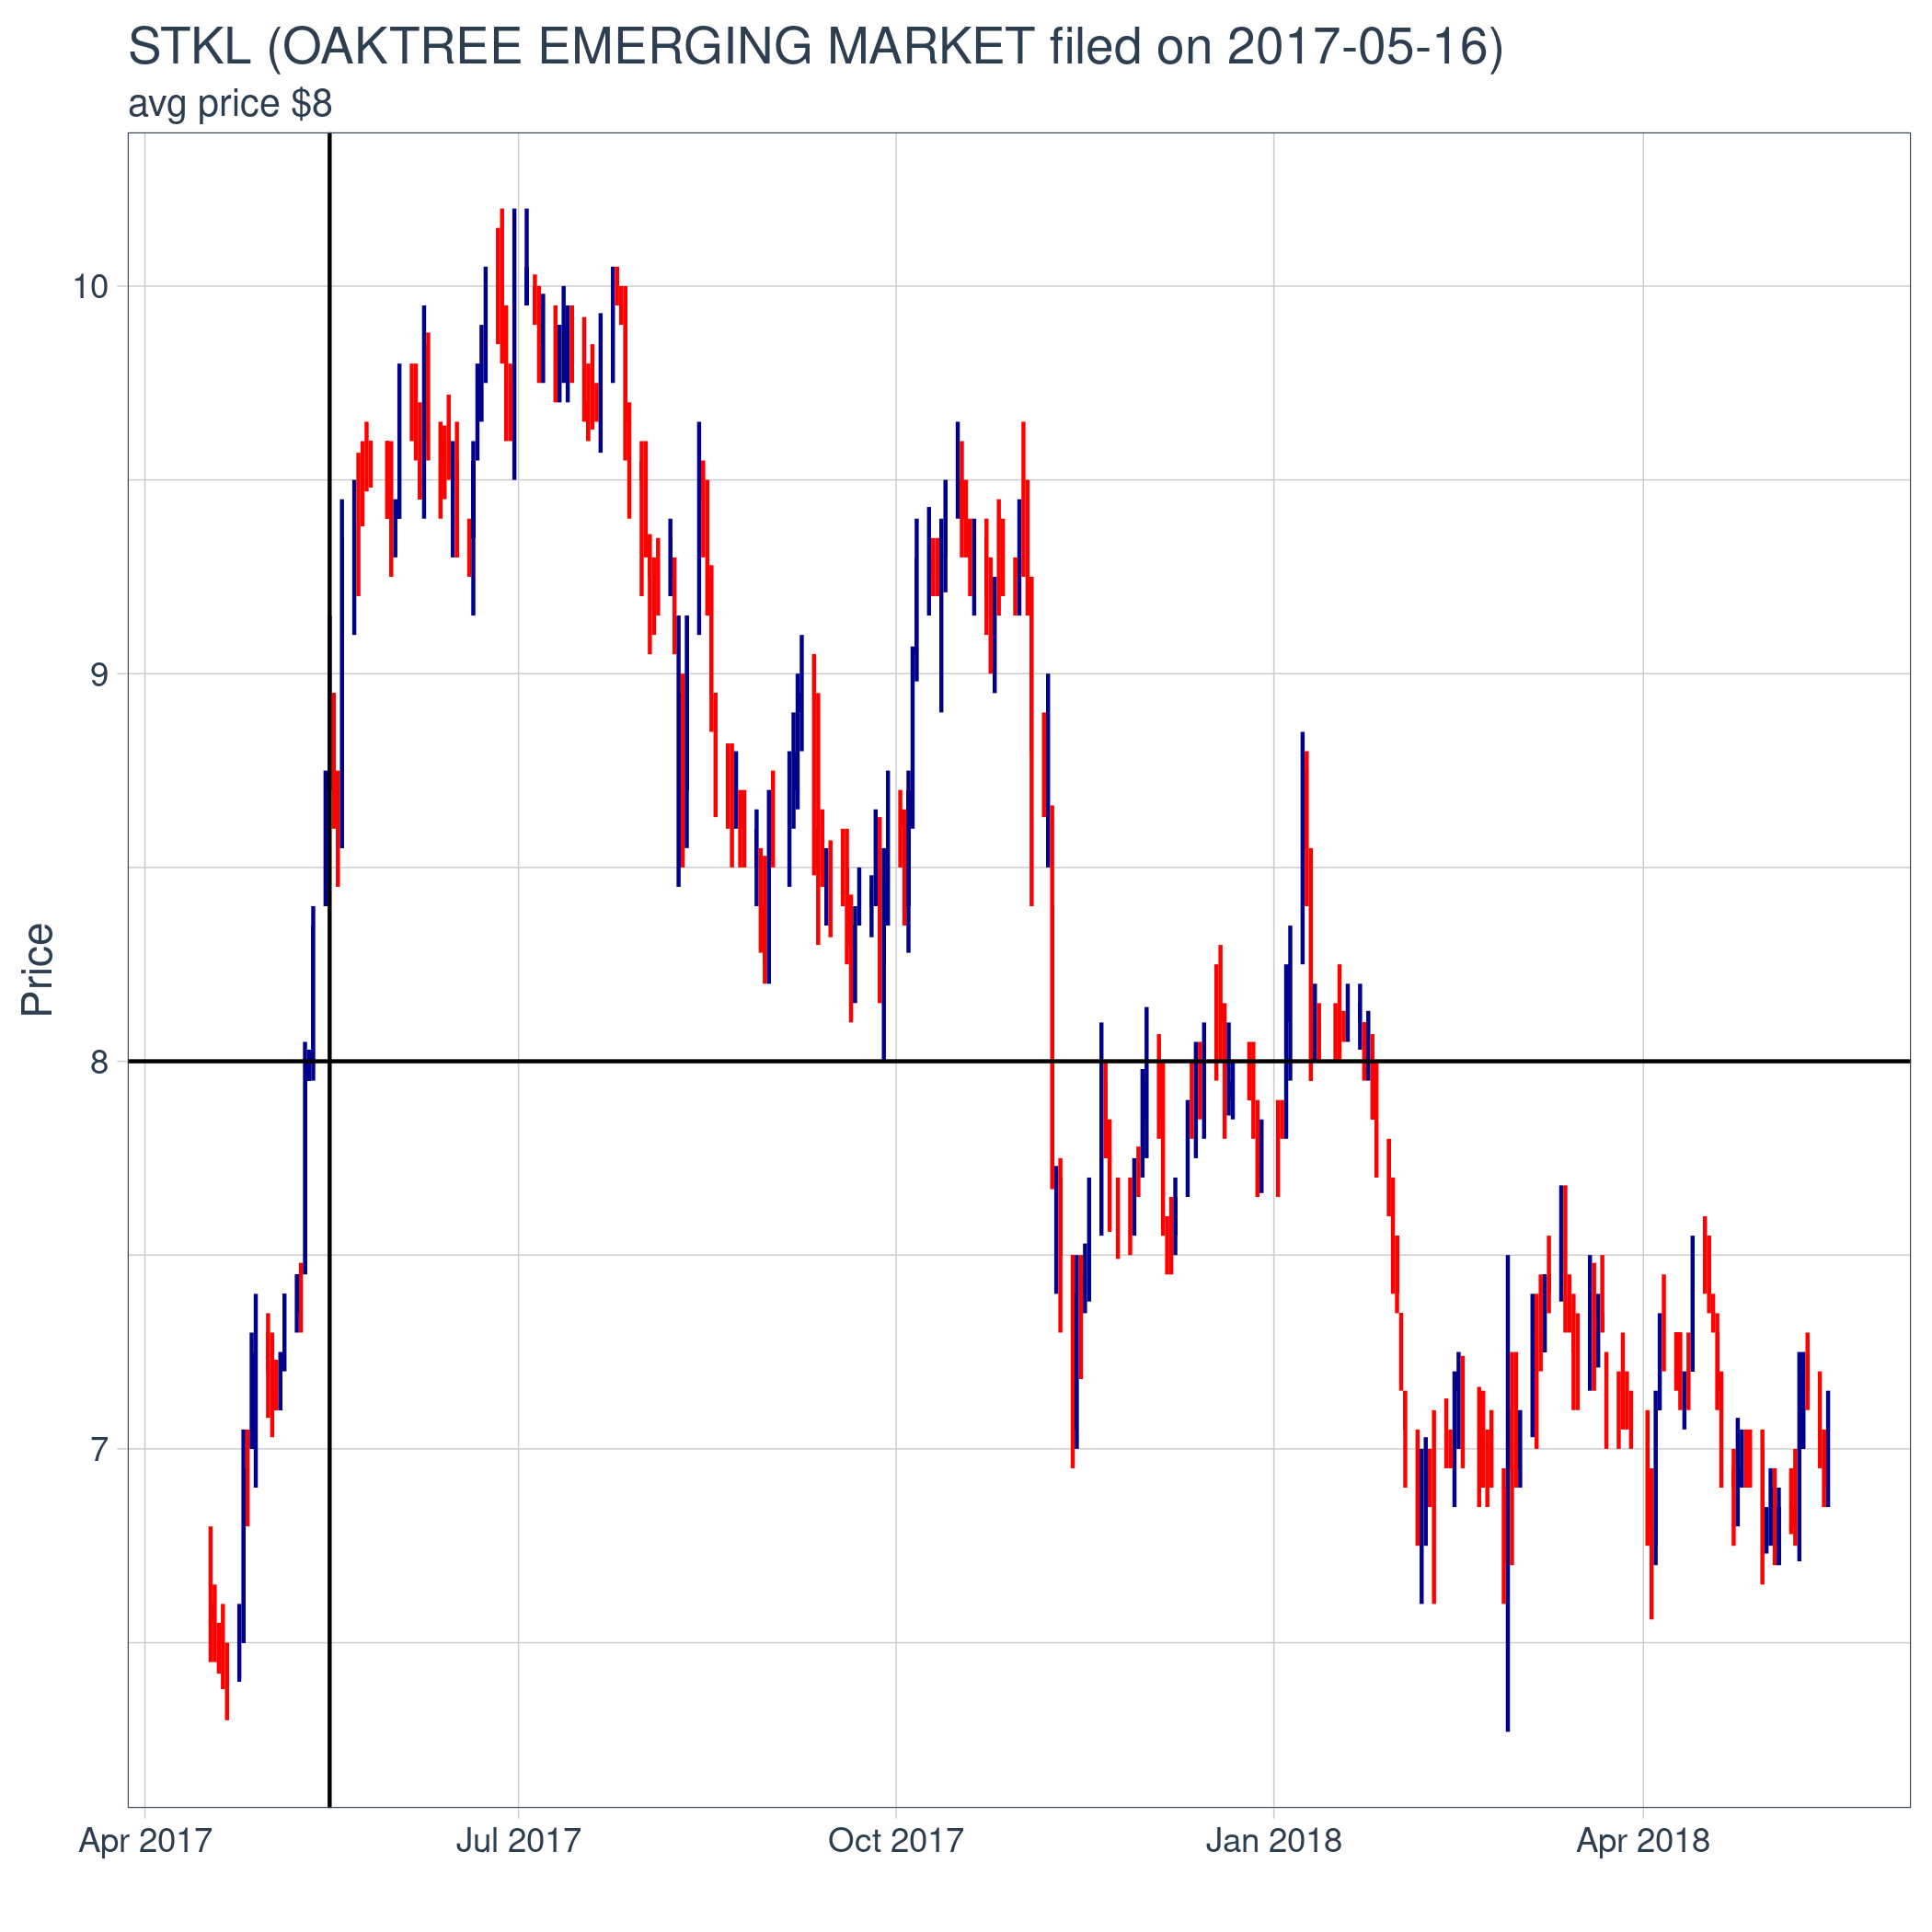 STKL (OAKTREE EMERGING MARKET filed on 2017-05-16)
avg price $8
Price
10
9
8
7
Apr 2017
Jul 2017
Oct 2017
Jan 2018
Apr 2018